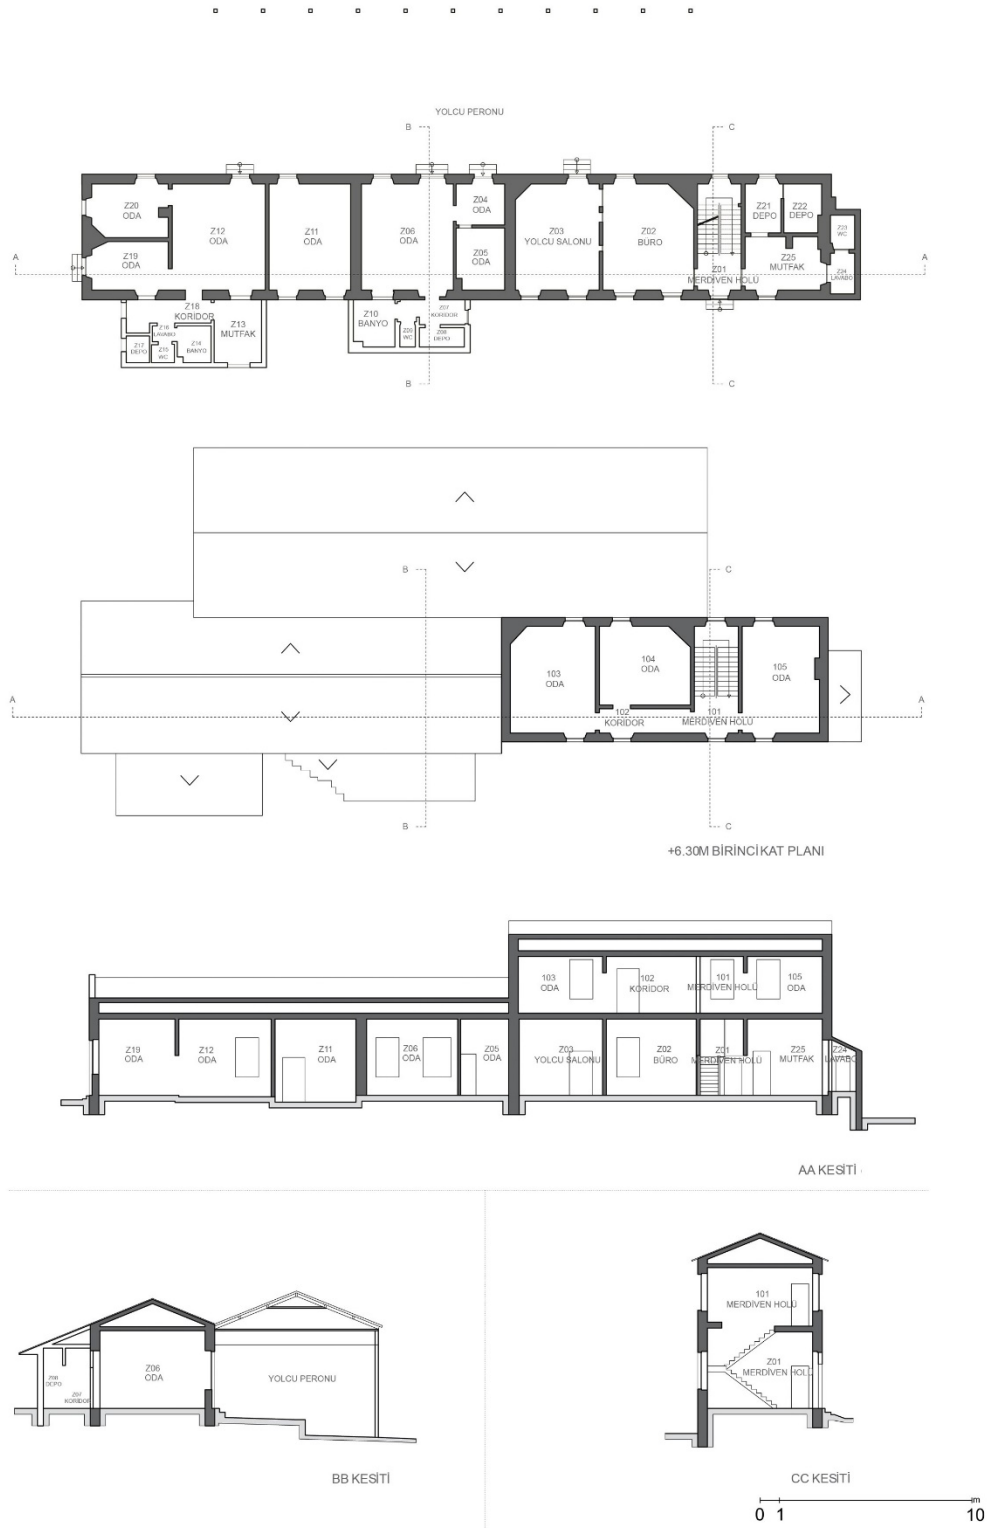 YOLCU PERONU
B
C
Z20
ODA
Z12
ODA
Z11
ODA
Z06
ODA
Z04
ODA
Z05
ODA
Z03
YOLCU SALONU
Z02
BÜRO
Z21
DEPO
Z22
DEPO
Z23
WC
Z19
ODA
Z01
MERDİVEN HOLÜ
Z25
MUTFAK
Z24
LAVABO
A
A
Z18
KORİDOR
Z13
MUTFAK
Z16
LAVABO
Z17
DEPO
Z15
WC
Z14
BANYO
Z10
BANYO
Z09
WC
Z07
KORİDOR
Z08
DEPO
B
C
B
C
103
ODA
104
ODA
105
ODA
102
KORİDOR
101
MERDİVEN HOLÜ
A
A
B
C
+6.30M BİRİNCİ KAT PLANI
103
ODA
102
KORİDOR
101
MERDİVEN HOLÜ
105
ODA
Z19
ODA
Z12
ODA
Z11
ODA
Z06
ODA
Z05
ODA
Z03
YOLCU SALONU
Z02
BÜRO
Z01
MERDİVEN HOLÜ
Z25
MUTFAK
Z24
LAVABO
AA KESİTİ
Z08
DEPO
Z07
KORİDOR
Z06
ODA
YOLCU PERONU
BB KESİTİ
101
MERDİVEN HOLÜ
Z01
MERDİVEN HOLÜ
CC KESİTİ
m
0 1 10